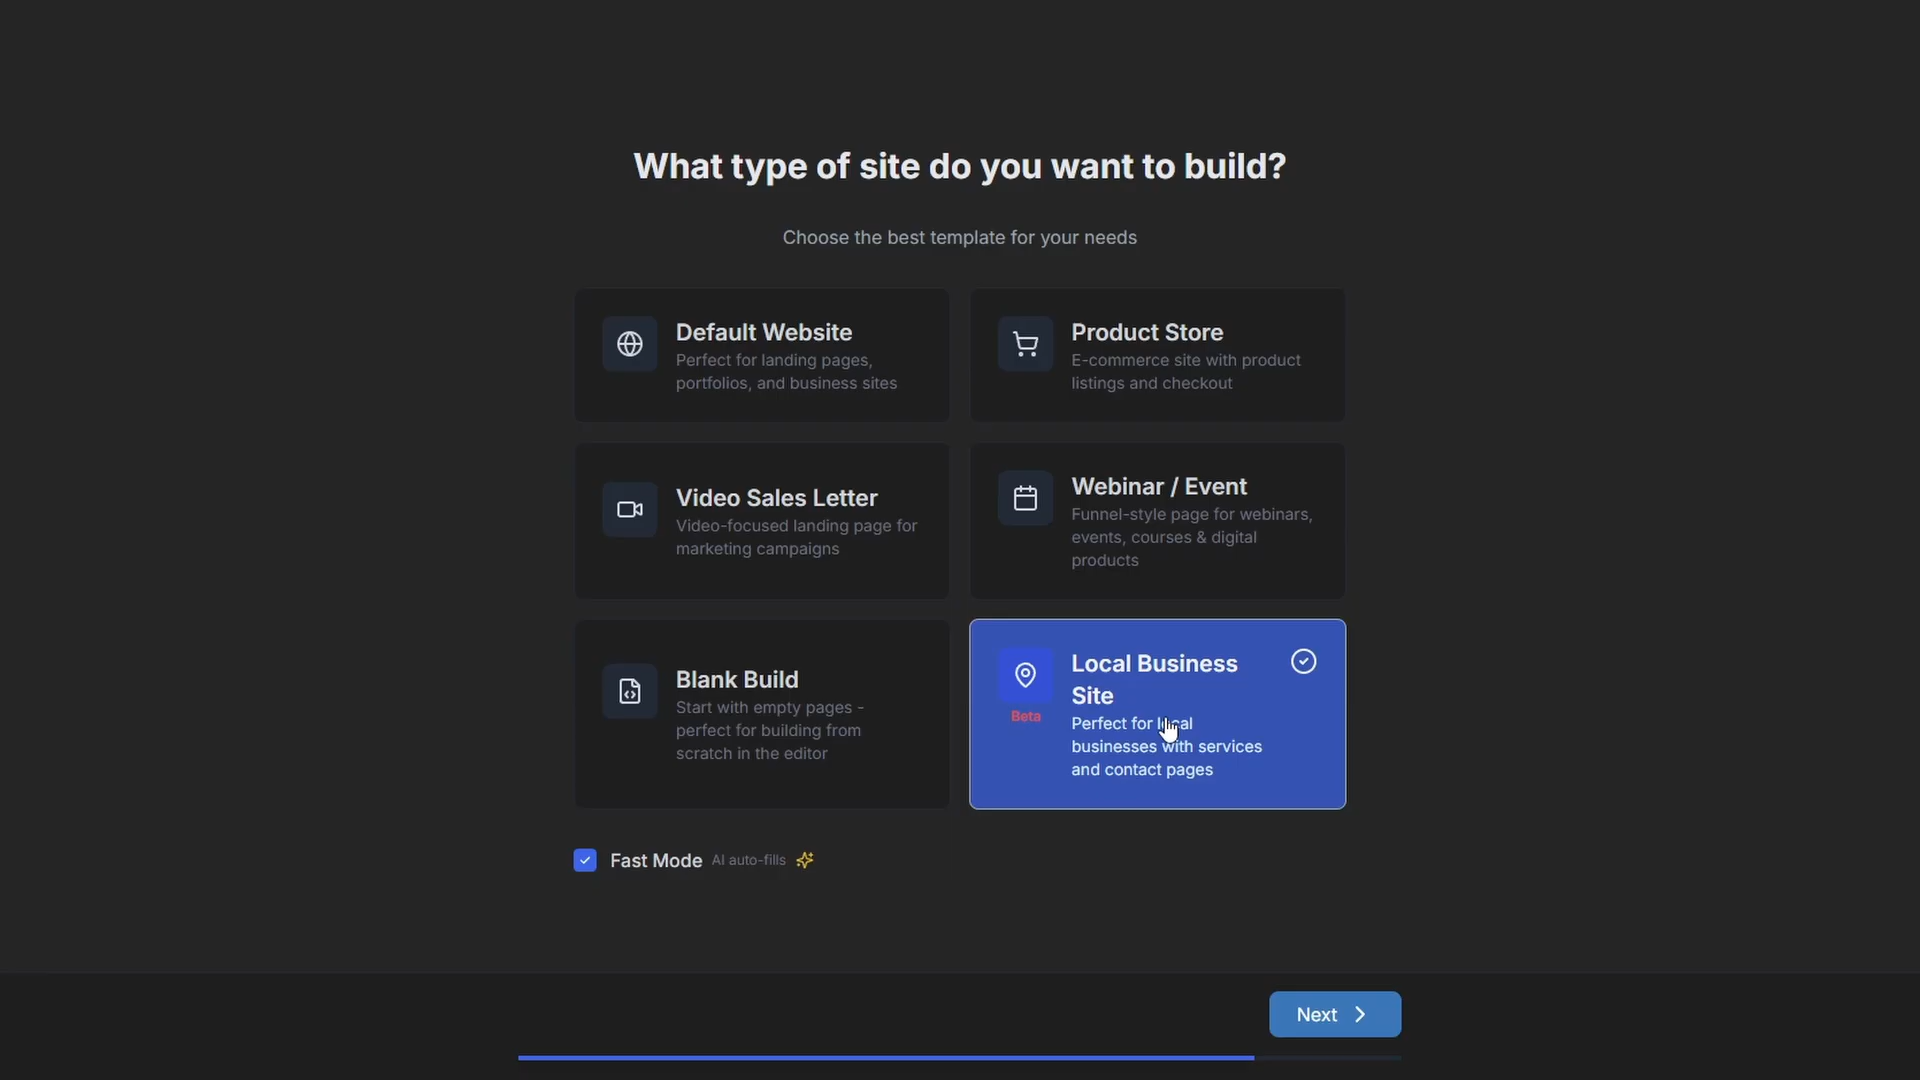 What type of site do you want to build?
Choose the best template for your needs
Default Website
Perfect for landing pages,
portfolios, and business sites
Product Store
E-commerce site with product
listings and checkout
Video Sales Letter
Video-focused landing page for
marketing campaigns
Webinar / Event
Funnel-style page for webinars,
events, courses & digital
products
Blank Build
Start with empty pages -
perfect for building from
scratch in the editor
Local Business
Site
Beta
Perfect for local
businesses with services
and contact pages
Fast Mode AI auto-fills
Next